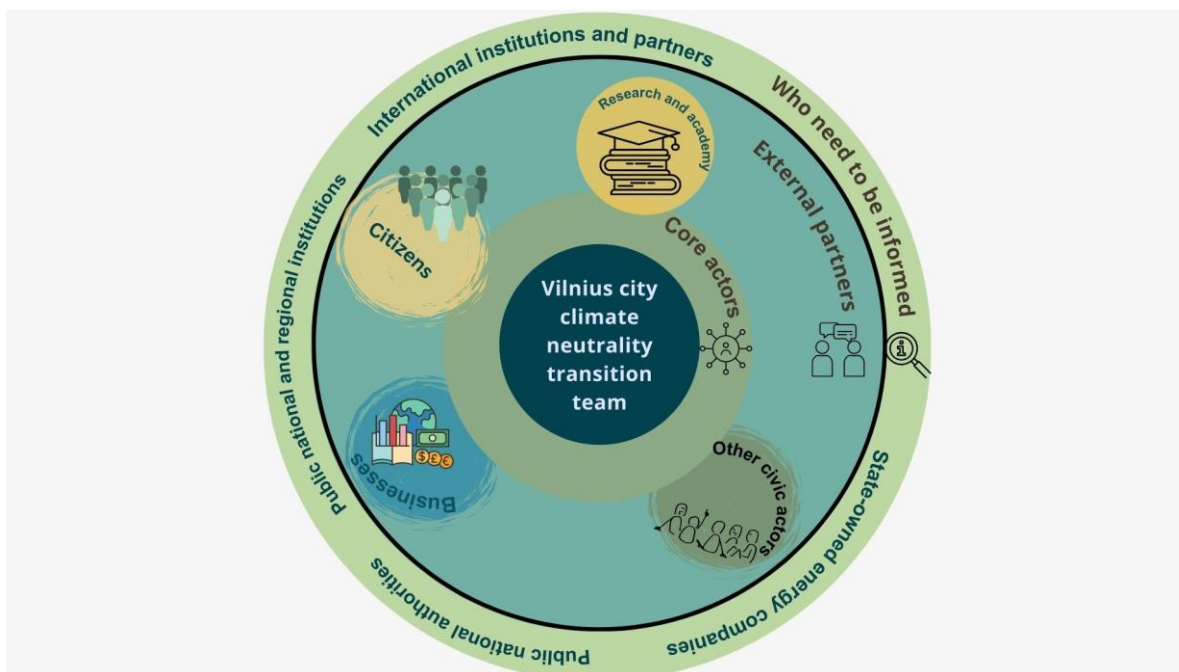 International institutions and partners
Who need to be informed
Research and academy
External partners
Public national and regional institutions
Citizens
Core actors
Vilnius city
climate
neutrality
transition
team
Businesses
$££€
Other civic actors
State-owned energy companies
Public national authorities